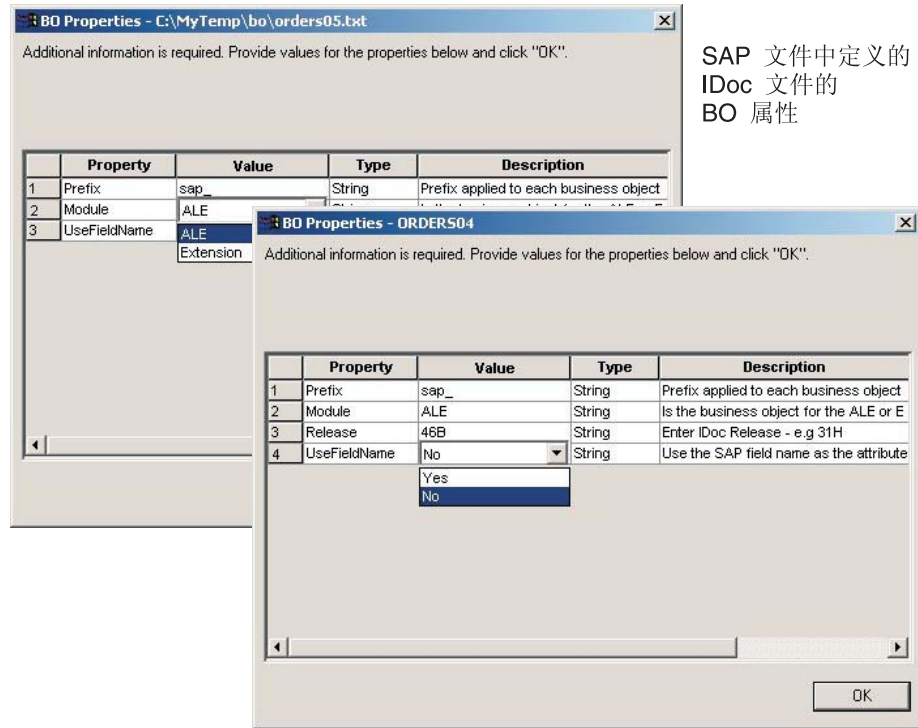 BO Properties - C:\MyTemp\bo\orders05.txt
Additional information is required. Provide values for the properties below and click "OK".
SAP 文件中定义的
IDoc 文件的
BO 属性
Property Value Type Description
1 Prefix sap_ String Prefix applied to each business object
2 Module ALE
3 UseFieldName
ALE
Extension
BO Properties - ORDERS04
Additional information is required. Provide values for the properties below and click "OK".
Property Value Type Description
1 Prefix sap_ String Prefix applied to each business object
2 Module ALE String Is the business object for the ALE or E
3 Release 46B String Enter IDoc Release - e.g 31H
4 UseFieldName No String Use the SAP field name as the attribute
Yes
No
OK